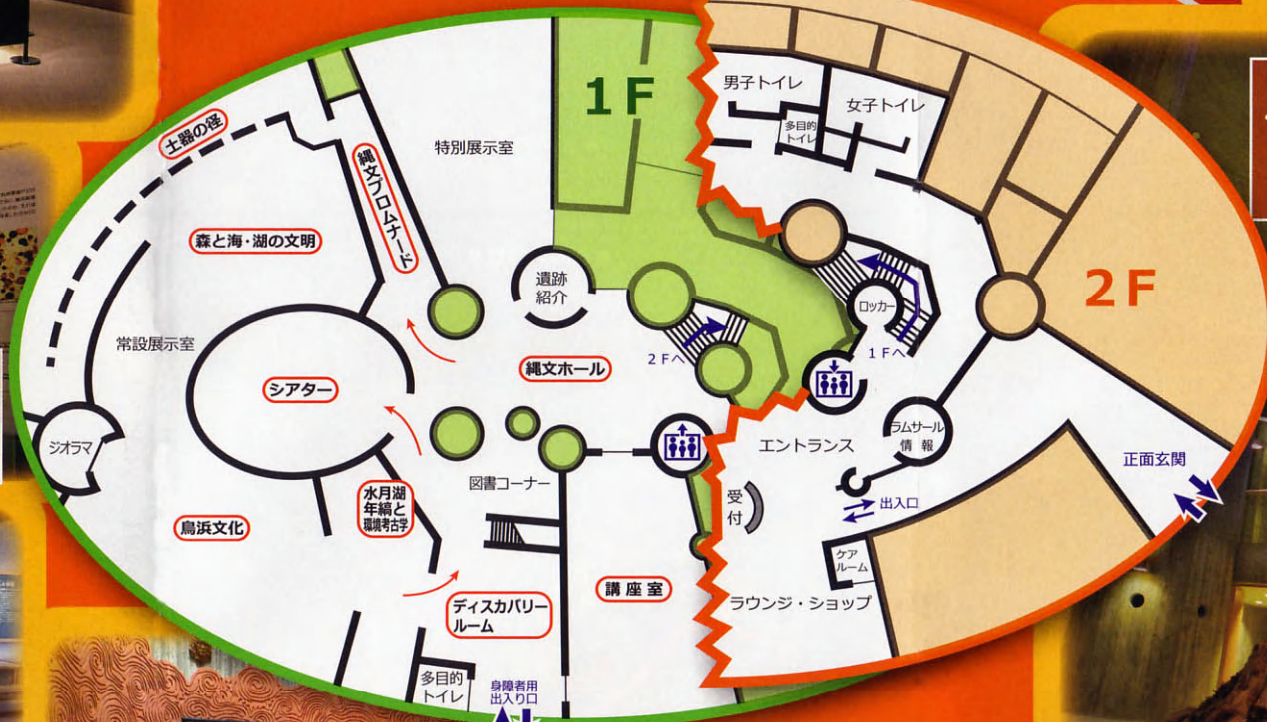 1F
2F
土器の径
縄文プロムナード
特別展示室
森と海・湖の文明
遺跡
紹介
常設展示室
シアター
縄文ホール
2Fへ
ジオラマ
図書コーナー
水月湖
年縞と
環境考古学
鳥浜文化
ディスカバリー
ルーム
講座室
多目的
トイレ
身障者用
出入り口
男子トイレ
女子トイレ
多目的
トイレ
ロッカー
1Fへ
エントランス
ラムサール
情報
正面玄関
受付
出入口
ケア
ルーム
ラウンジ・ショップ